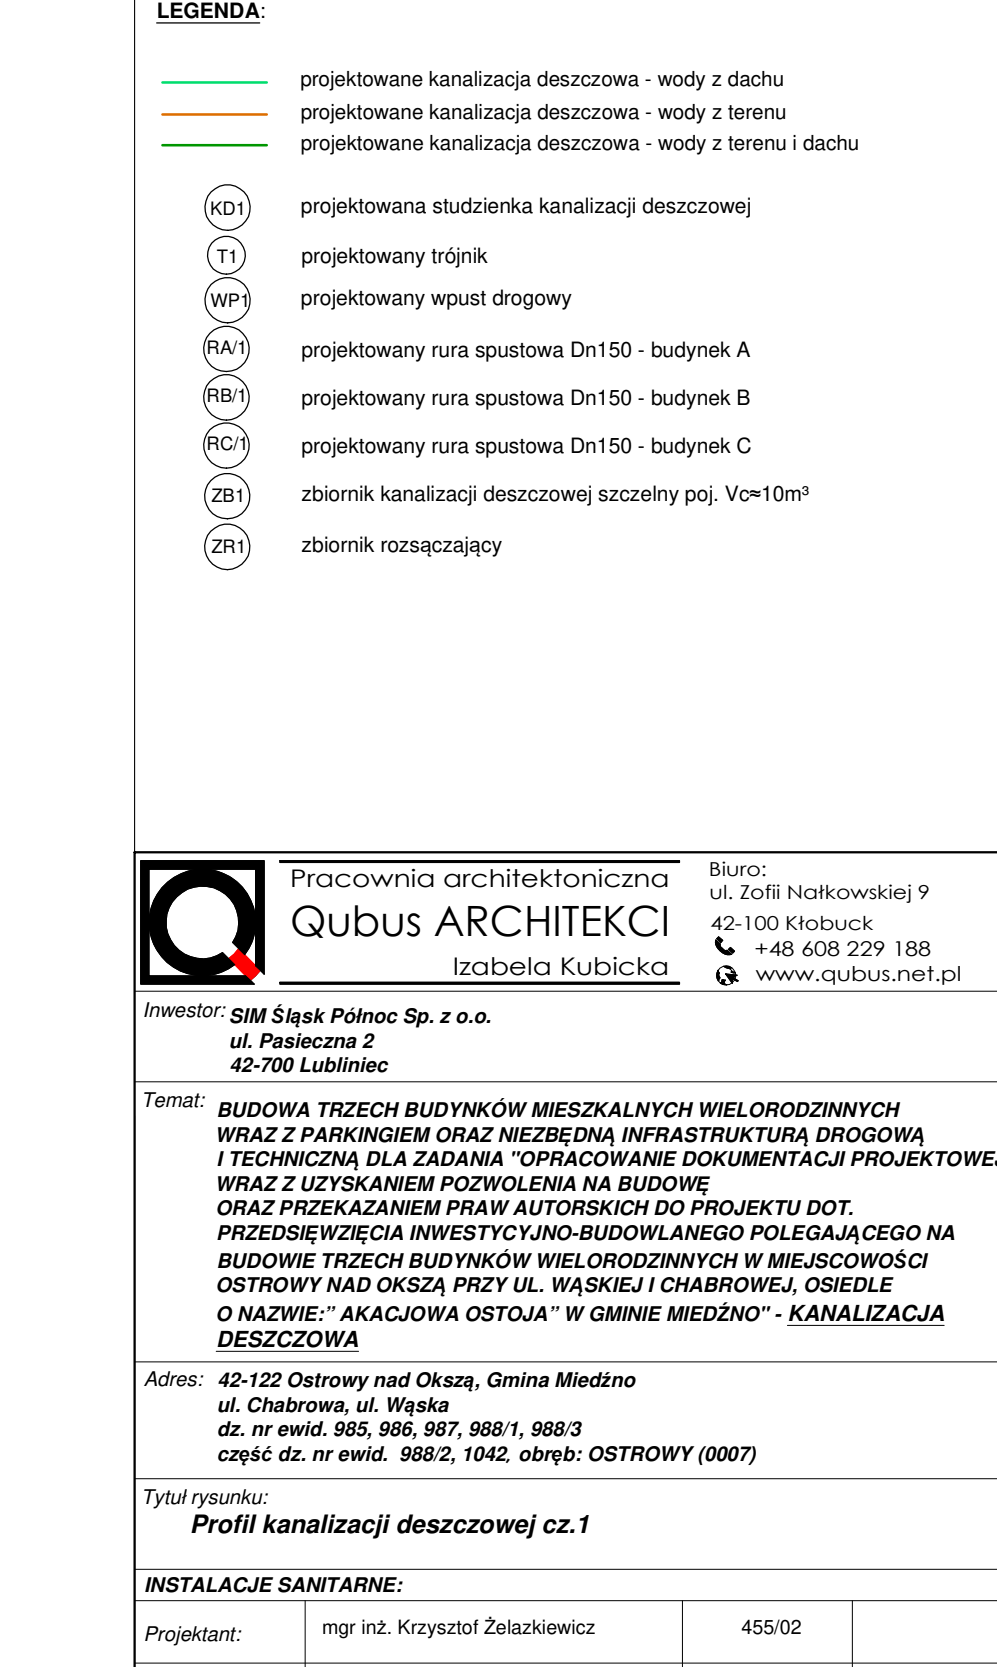 LEGENDA:
projektowane kanalizacja deszczowa - wody z dachu
projektowane kanalizacja deszczowa - wody z terenu
projektowane kanalizacja deszczowa - wody z terenu i dachu
KD1 projektowana studzienka kanalizacji deszczowej
T1 projektowany trójnik
WP1 projektowany wpust drogowy
RA/1 projektowany rura spustowa Dn150 - budynek A
RB/1 projektowany rura spustowa Dn150 - budynek B
RC/1 projektowany rura spustowa Dn150 - budynek C
ZB1 zbiornik kanalizacji deszczowej szczelny poj. Vc≈10m³
ZR1 zbiornik rozsączający
Pracownia architektoniczna
Qubus ARCHITEKCI
Izabela Kubicka
Biuro:
ul. Zofii Nałkowskiej 9
42-100 Kłobuck
+48 608 229 188
www.qubus.net.pl
Inwestor: SIM Śląsk Północ Sp. z o.o.
ul. Pasieczna 2
42-700 Lubliniec
Temat: BUDOWA TRZECH BUDYNKÓW MIESZKALNYCH WIELORODZINNYCH
WRAZ Z PARKINGIEM ORAZ NIEZBĘDNĄ INFRASTRUKTURĄ DROGOWĄ
I TECHNICZNĄ DLA ZADANIA "OPRACOWANIE DOKUMENTACJI PROJEKTOWEJ
WRAZ Z UZYSKANIEM POZWOLENIA NA BUDOWĘ
ORAZ PRZEKAZANIEM PRAW AUTORSKICH DO PROJEKTU DOT.
PRZEDSIĘWZIĘCIA INWESTYCYJNO-BUDOWLANEGO POLEGAJĄCEGO NA
BUDOWIE TRZECH BUDYNKÓW WIELORODZINNYCH W MIEJSCOWOŚCI
OSTROWY NAD OKSZĄ PRZY UL. WĄSKIEJ I CHABROWEJ, OSIEDLE
O NAZWIE:” AKACJOWA OSTOJA” W GMINIE MIEDŹNO" - KANALIZACJA
DESZCZOWA
Adres: 42-122 Ostrowy nad Okszą, Gmina Miedźno
ul. Chabrowa, ul. Wąska
dz. nr ewid. 985, 986, 987, 988/1, 988/3
część dz. nr ewid. 988/2, 1042, obręb: OSTROWY (0007)
Tytuł rysunku:
Profil kanalizacji deszczowej cz.1
INSTALACJE SANITARNE:
Projektant: mgr inż. Krzysztof Żelazkiewicz 455/02